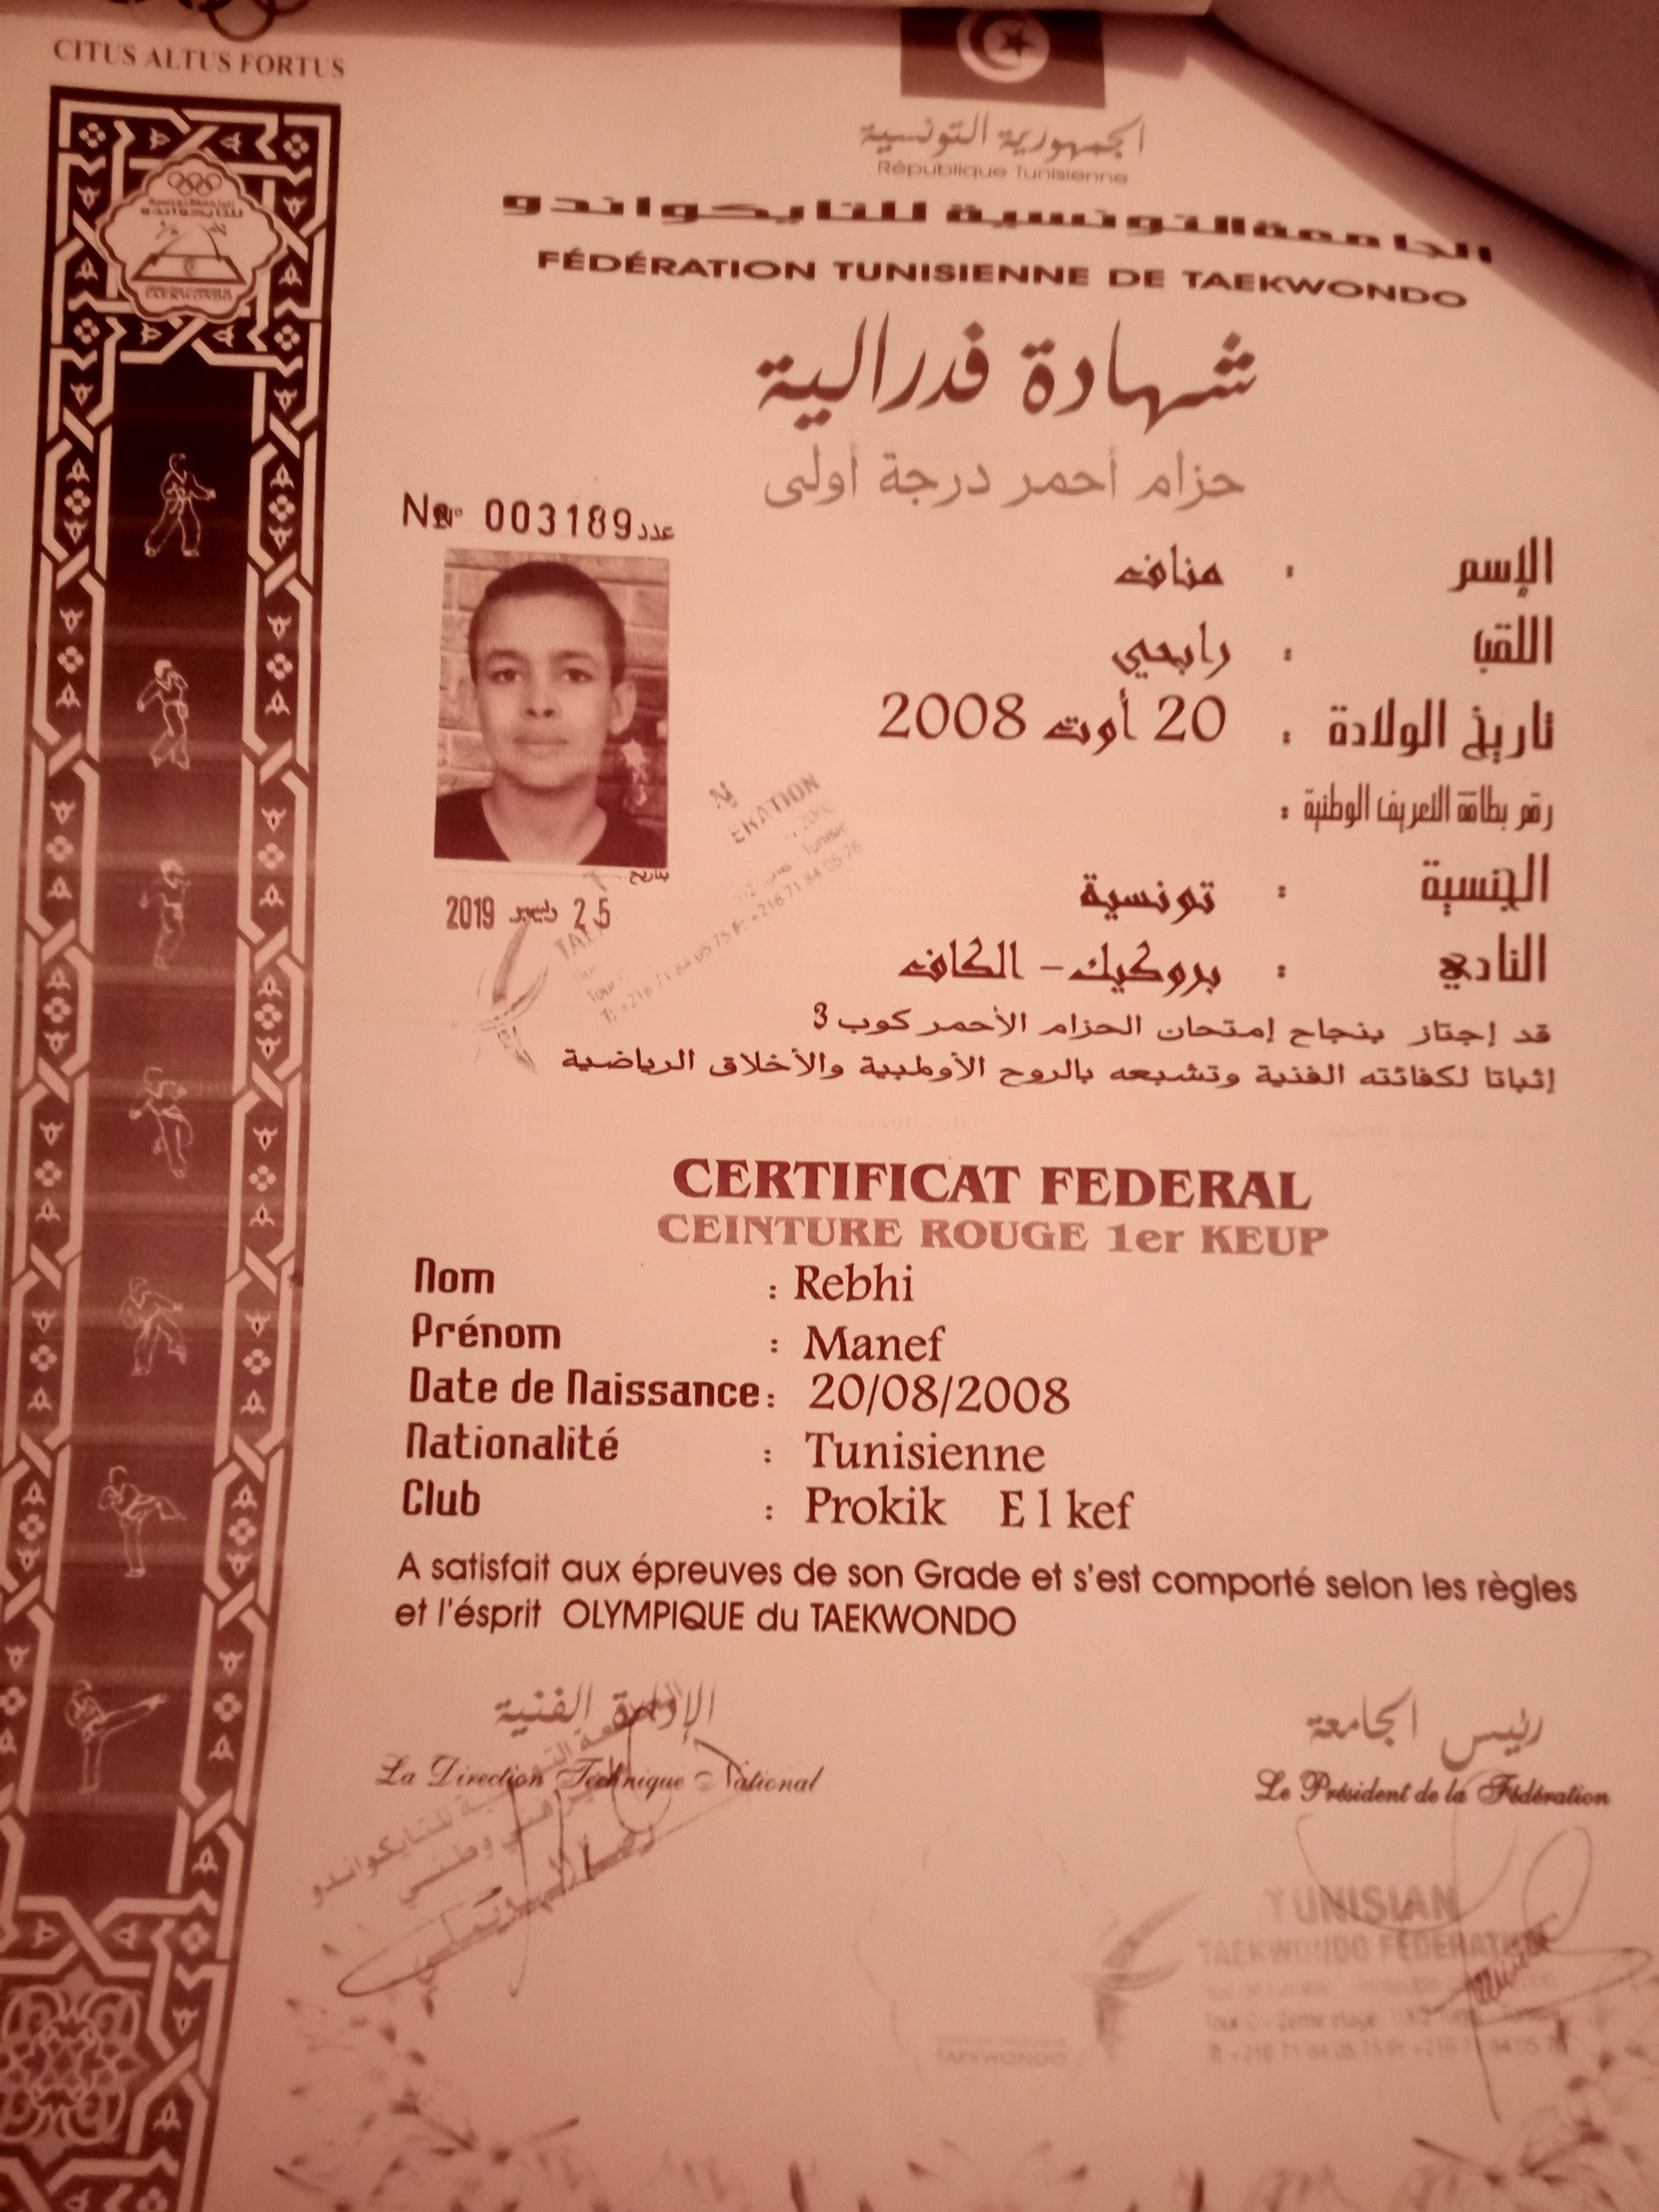 CITUS ALTUS FORTUS
الجمهورية التونسية
République Tunisienne
الجامعة التونسية للتايكواندو
FÉDÉRATION TUNISIENNE DE TAEKWONDO
شهادة فدرالية
حزام أحمر درجة أولى
N° 003189 عدد
الإسم : مناف
اللقب : رابحي
تاريخ الولادة : 20 أوت 2008
رقم بطاقة التعريف الوطنية :
بتاريخ
25 ديسمبر 2019
الجنسية : تونسية
النادي : بروكيك - الكاف
قد إجتاز بنجاح إمتحان الحزام الأحمر كوب 3
إثباتا لكفائته الفنية وتشبعه بالروح الأولمبية والأخلاق الرياضية
CERTIFICAT FEDERAL
CEINTURE ROUGE 1er KEUP
Nom : Rebhi
Prénom : Manef
Date de Naissance : 20/08/2008
Nationalité : Tunisienne
Club : Prokik E l kef
A satisfait aux épreuves de son Grade et s'est comporté selon les règles
et l'ésprit OLYMPIQUE du TAEKWONDO
الإدارة الفنية
La Direction Technique National
رئيس الجامعة
Le Président de la Fédération
TUNISIAN
TAEKWONDO FEDERATION
TAEKWONDO